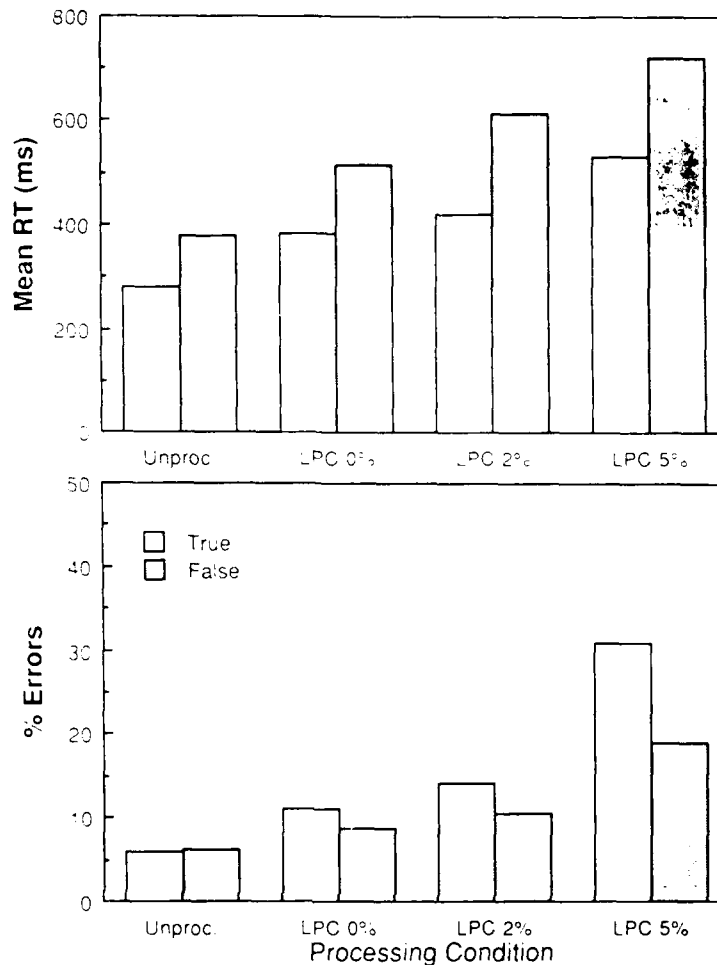 800
600
400
200
0
Mean RT (ms)
Unproc LPC 0% LPC 2% LPC 5%
50
40
30
20
10
0
% Errors
True
False
Unproc. LPC 0% LPC 2% LPC 5%
Processing Condition